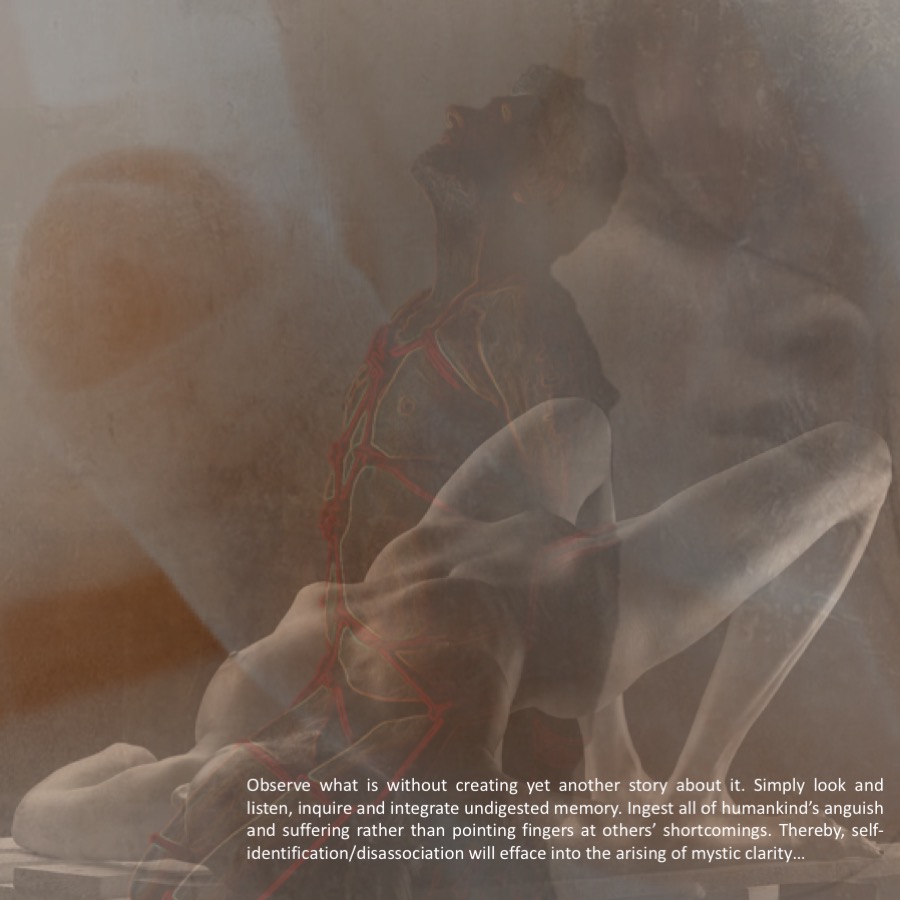 Observe what is without creating yet another story about it. Simply look and
listen, inquire and integrate undigested memory. Ingest all of humankind’s anguish
and suffering rather than pointing fingers at others’ shortcomings. Thereby, self-
identification/disassociation will efface into the arising of mystic clarity…